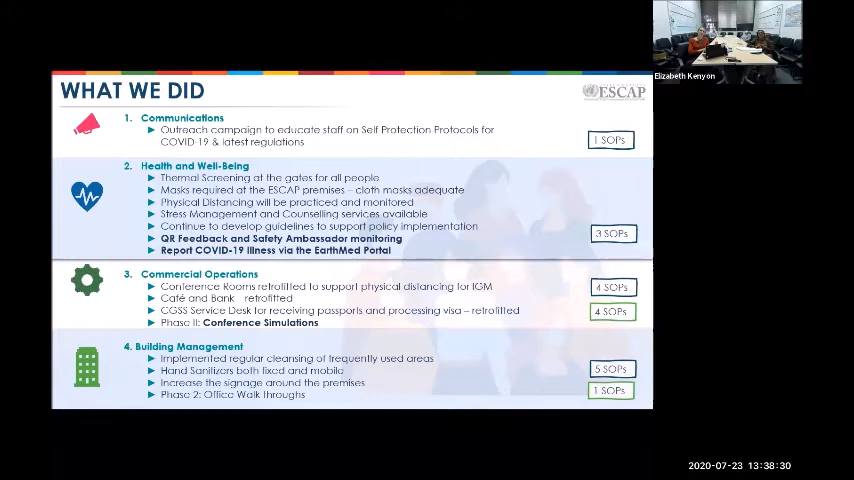 Elizabeth Kenyon
WHAT WE DID
ESCAP
1. Communications
Outreach campaign to educate staff on Self Protection Protocols for
COVID-19 & latest regulations
1 SOPs
2. Health and Well-Being
Thermal Screening at the gates for all people
Masks required at the ESCAP premises – cloth masks adequate
Physical Distancing will be practiced and monitored
Stress Management and Counselling services available
Continue to develop guidelines to support policy implementation
QR Feedback and Safety Ambassador monitoring
Report COVID-19 Illness via the EarthMed Portal
3 SOPs
3. Commercial Operations
Conference Rooms retrofitted to support physical distancing for IGM
Café and Bank retrofitted
CGSS Service Desk for receiving passports and processing visa – retrofitted
Phase II: Conference Simulations
4 SOPs
4 SOPs
4. Building Management
Implemented regular cleansing of frequently used areas
Hand Sanitizers both fixed and mobile
Increase the signage around the premises
Phase 2: Office Walk throughs
5 SOPs
1 SOPs
2020-07-23 13:38:30